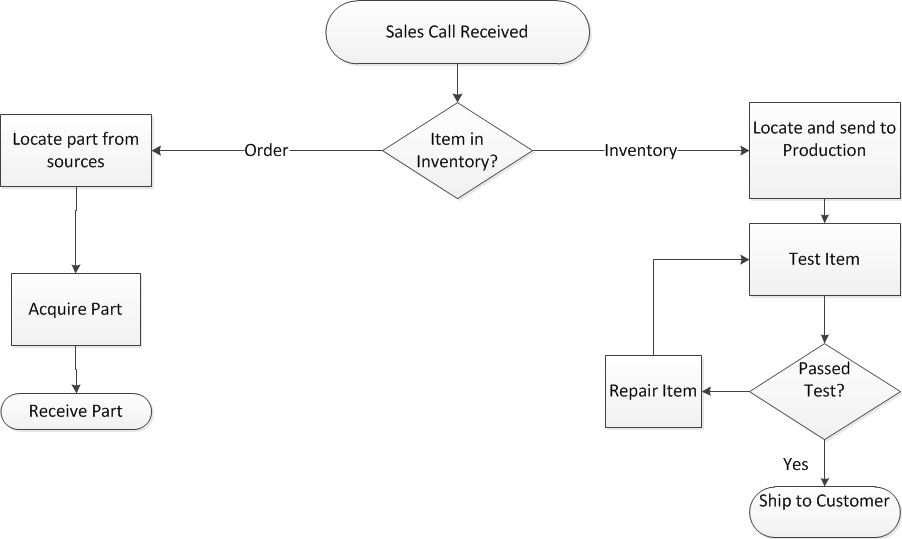 Sales Call Received
Item in
Inventory?
Order
Inventory
Locate part from
sources
Locate and send to
Production
Acquire Part
Test Item
Receive Part
Repair Item
Passed
Test?
Yes
Ship to Customer